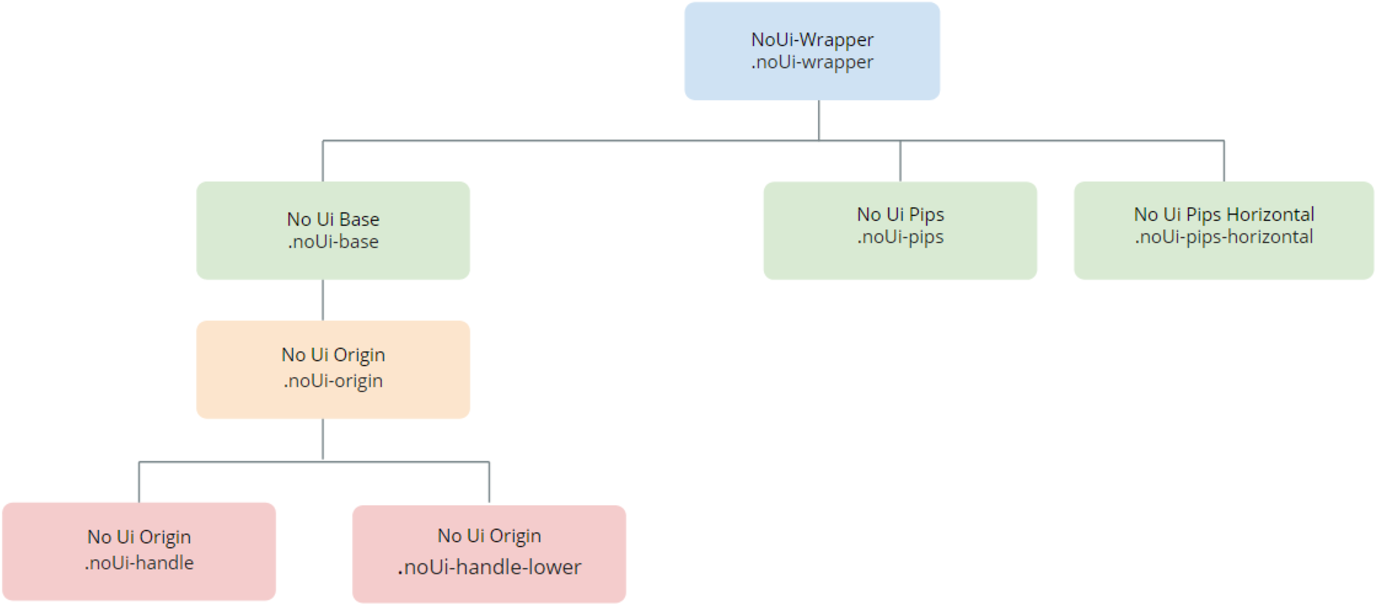 NoUi-Wrapper
.noUi-wrapper
No Ui Base
.noUi-base
No Ui Pips
.noUi-pips
No Ui Pips Horizontal
.noUi-pips-horizontal
No Ui Origin
.noUi-origin
No Ui Origin
.noUi-handle
No Ui Origin
.noUi-handle-lower